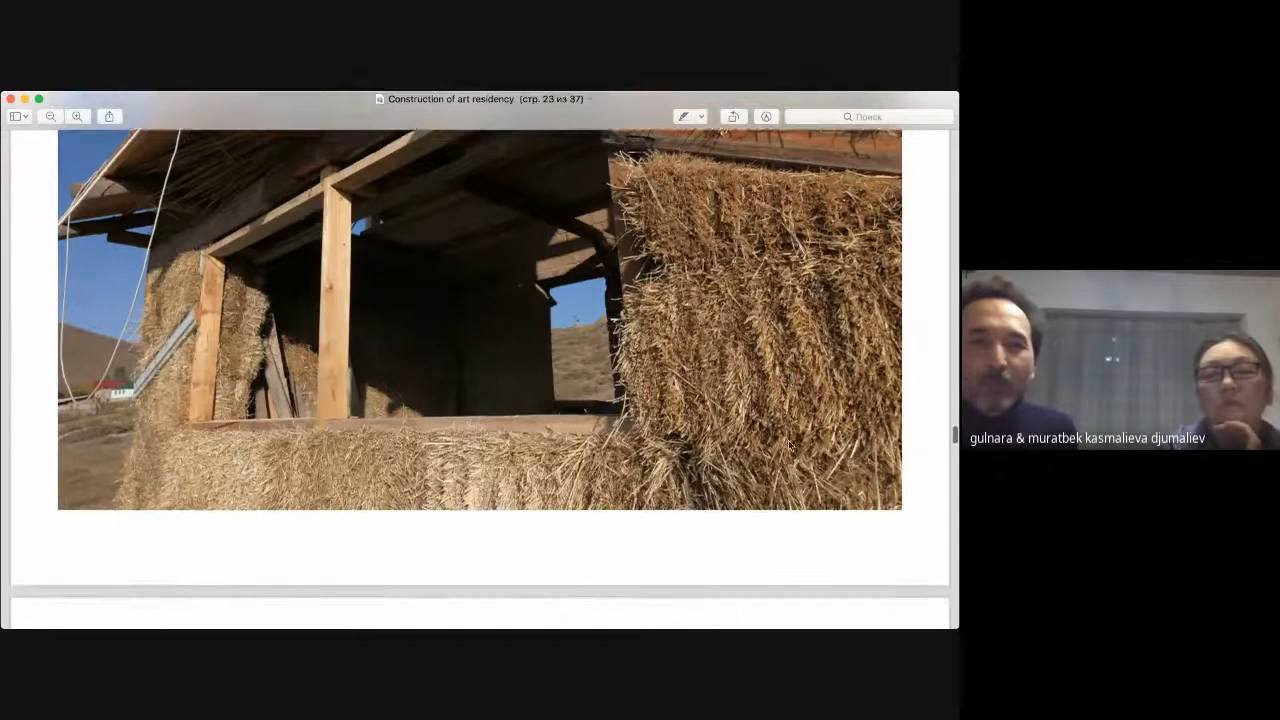 Construction of art residency (стр. 23 из 37)
Поиск
gulnara & muratbek kasmalieva djumaliev